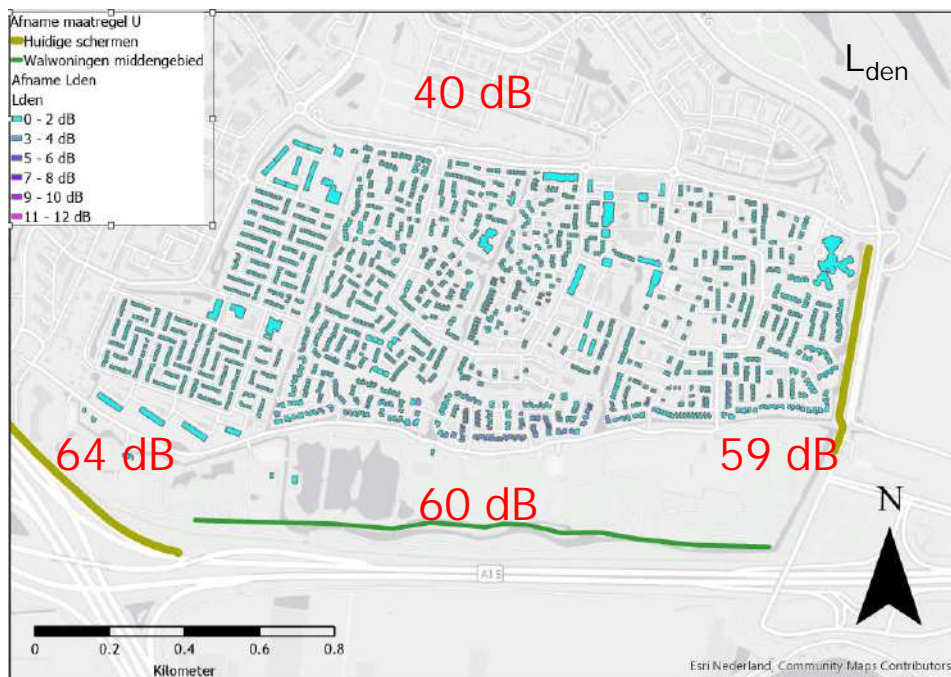 Afname maatregel U
Huidige schermen
Walwoningen middengebied
Afname Lden
Lden
0 - 2 dB
3 - 4 dB
5 - 6 dB
7 - 8 dB
9 - 10 dB
11 - 12 dB
40 dB
Lden
64 dB
59 dB
60 dB
N
A15
0 0.2 0.4 0.6 0.8
Kilometer
Esri Nederland, Community Maps Contributors